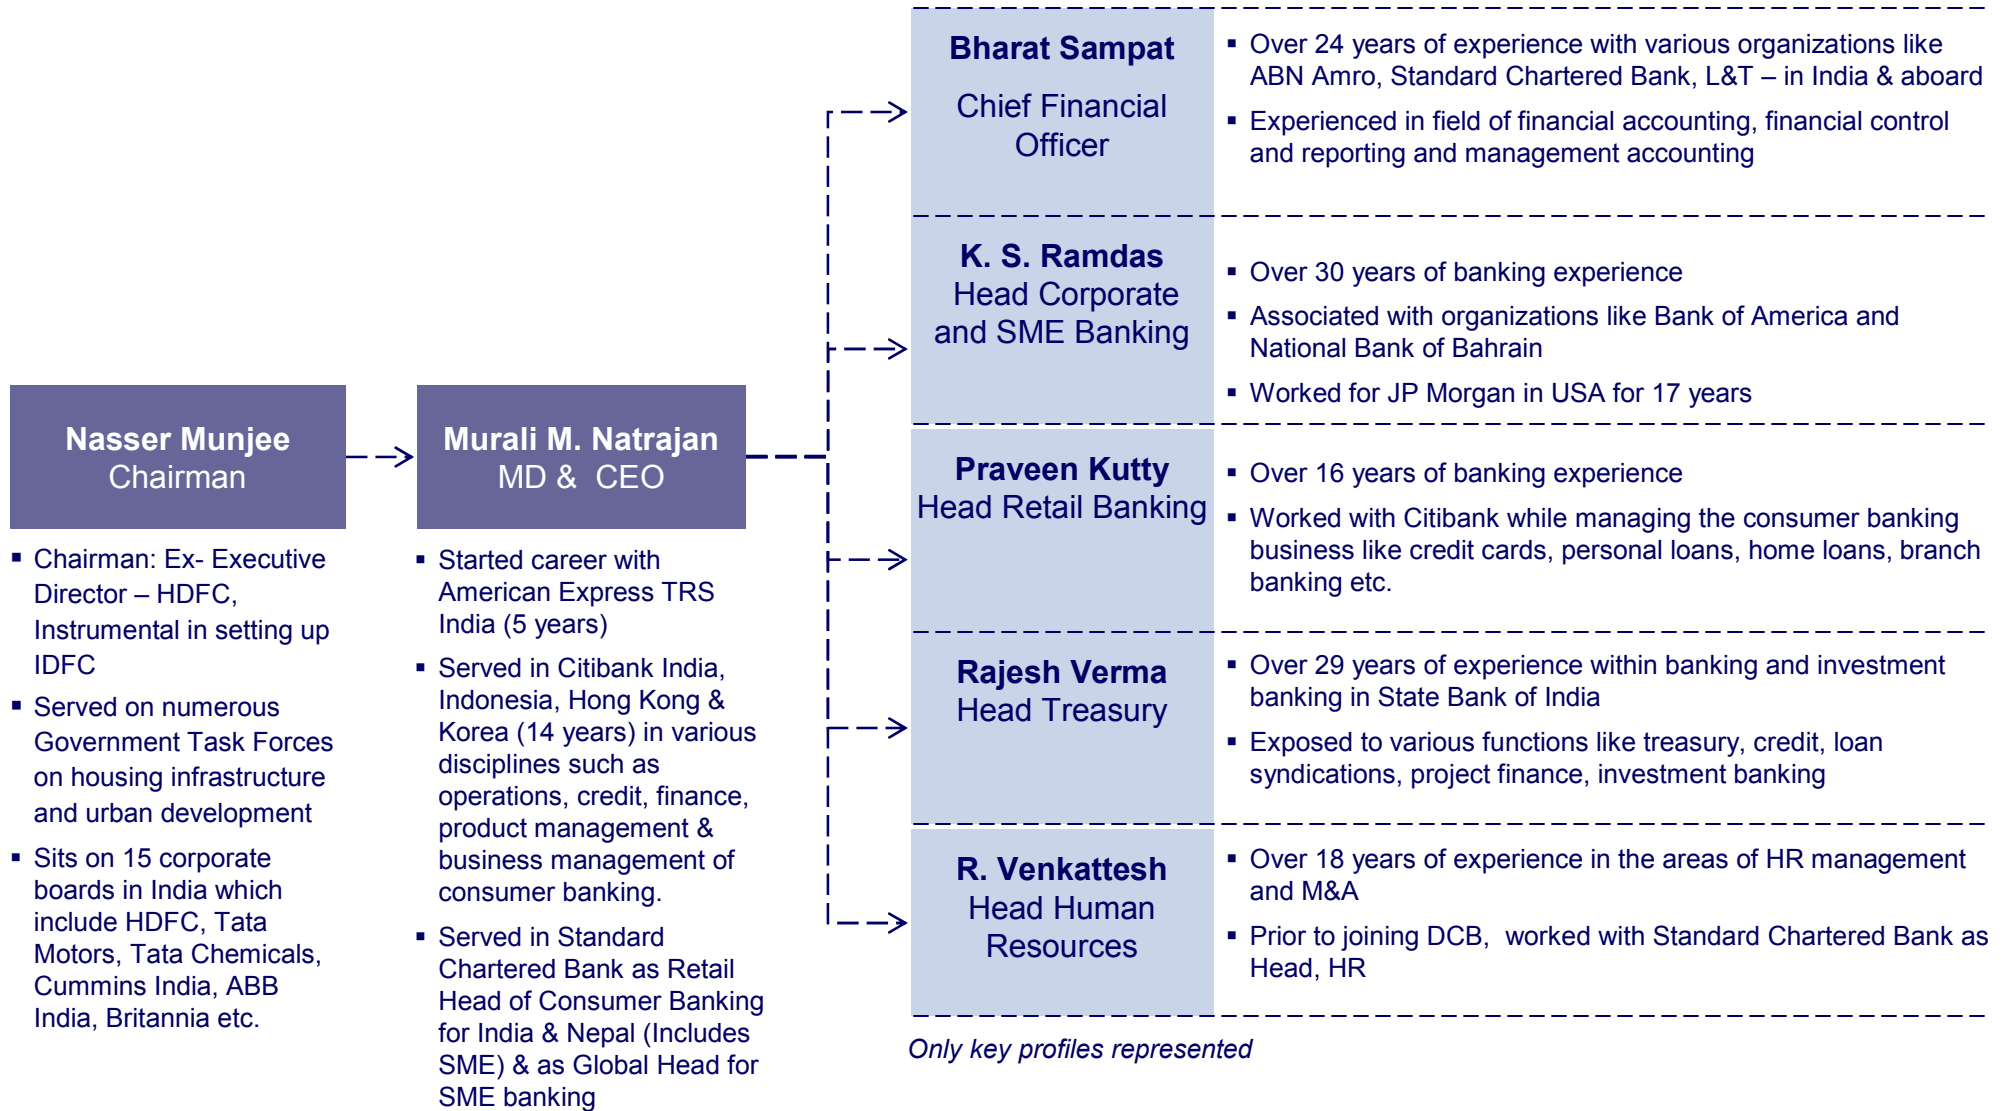 Nasser Munjee
Chairman
▪ Chairman: Ex- Executive
Director – HDFC,
Instrumental in setting up
IDFC
▪ Served on numerous
Government Task Forces
on housing infrastructure
and urban development
▪ Sits on 15 corporate
boards in India which
include HDFC, Tata
Motors, Tata Chemicals,
Cummins India, ABB
India, Britannia etc.
Murali M. Natrajan
MD & CEO
▪ Started career with
American Express TRS
India (5 years)
▪ Served in Citibank India,
Indonesia, Hong Kong &
Korea (14 years) in various
disciplines such as
operations, credit, finance,
product management &
business management of
consumer banking.
▪ Served in Standard
Chartered Bank as Retail
Head of Consumer Banking
for India & Nepal (Includes
SME) & as Global Head for
SME banking
Bharat Sampat
Chief Financial
Officer
▪ Over 24 years of experience with various organizations like
ABN Amro, Standard Chartered Bank, L&T – in India & aboard
▪ Experienced in field of financial accounting, financial control
and reporting and management accounting
K. S. Ramdas
Head Corporate
and SME Banking
▪ Over 30 years of banking experience
▪ Associated with organizations like Bank of America and
National Bank of Bahrain
▪ Worked for JP Morgan in USA for 17 years
Praveen Kutty
Head Retail Banking
▪ Over 16 years of banking experience
▪ Worked with Citibank while managing the consumer banking
business like credit cards, personal loans, home loans, branch
banking etc.
Rajesh Verma
Head Treasury
▪ Over 29 years of experience within banking and investment
banking in State Bank of India
▪ Exposed to various functions like treasury, credit, loan
syndications, project finance, investment banking
R. Venkattesh
Head Human
Resources
▪ Over 18 years of experience in the areas of HR management
and M&A
▪ Prior to joining DCB, worked with Standard Chartered Bank as
Head, HR
Only key profiles represented